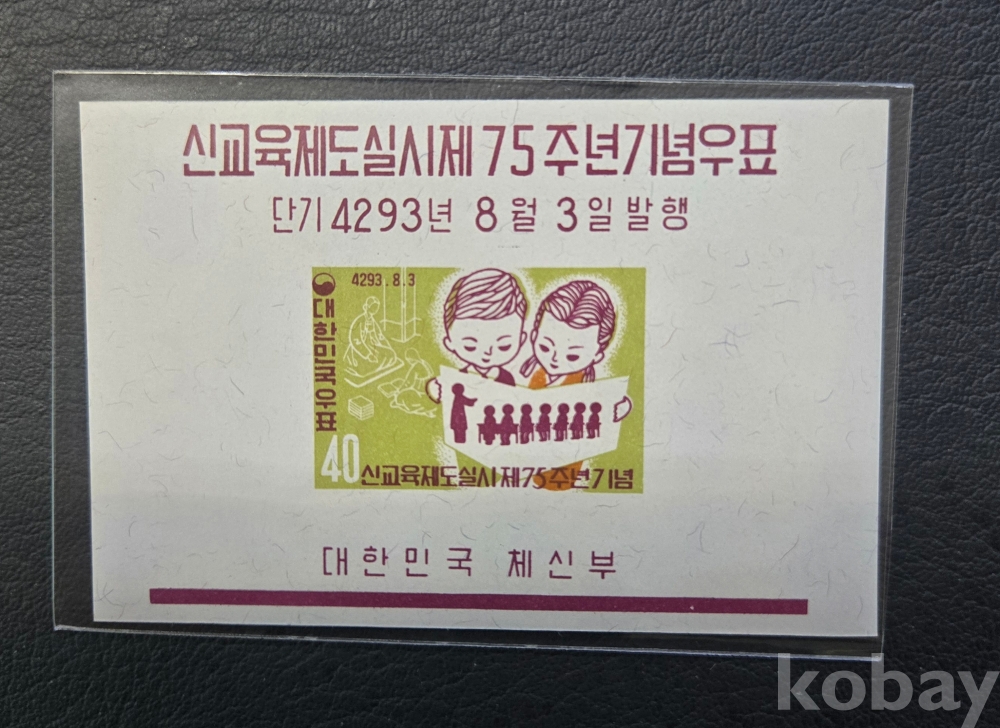 신교육제도실시제75주년기념우표
단기 4293년 8월 3일 발행
4293.8.3
대한민국우표
40
신교육제도실시제75주년기념
대한민국 체신부
kobay